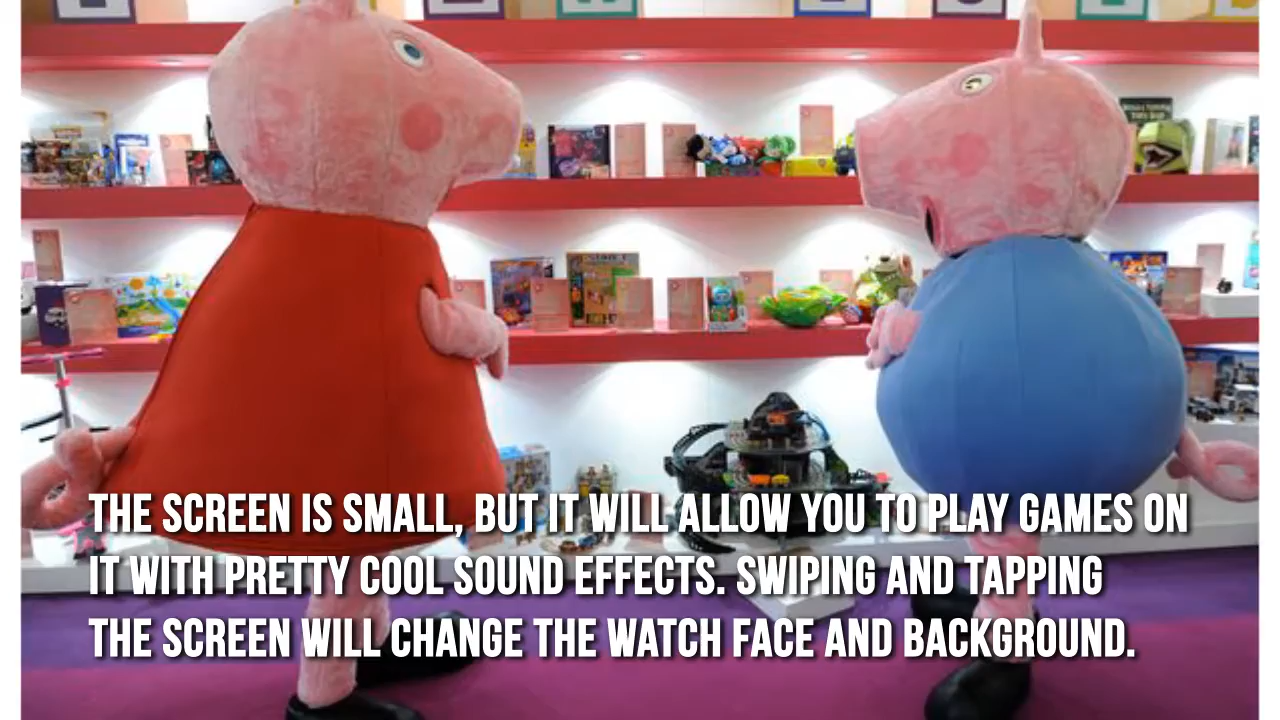 THE SCREEN IS SMALL, BUT IT WILL ALLOW YOU TO PLAY GAMES ON
IT WITH PRETTY COOL SOUND EFFECTS. SWIPING AND TAPPING
THE SCREEN WILL CHANGE THE WATCH FACE AND BACKGROUND.